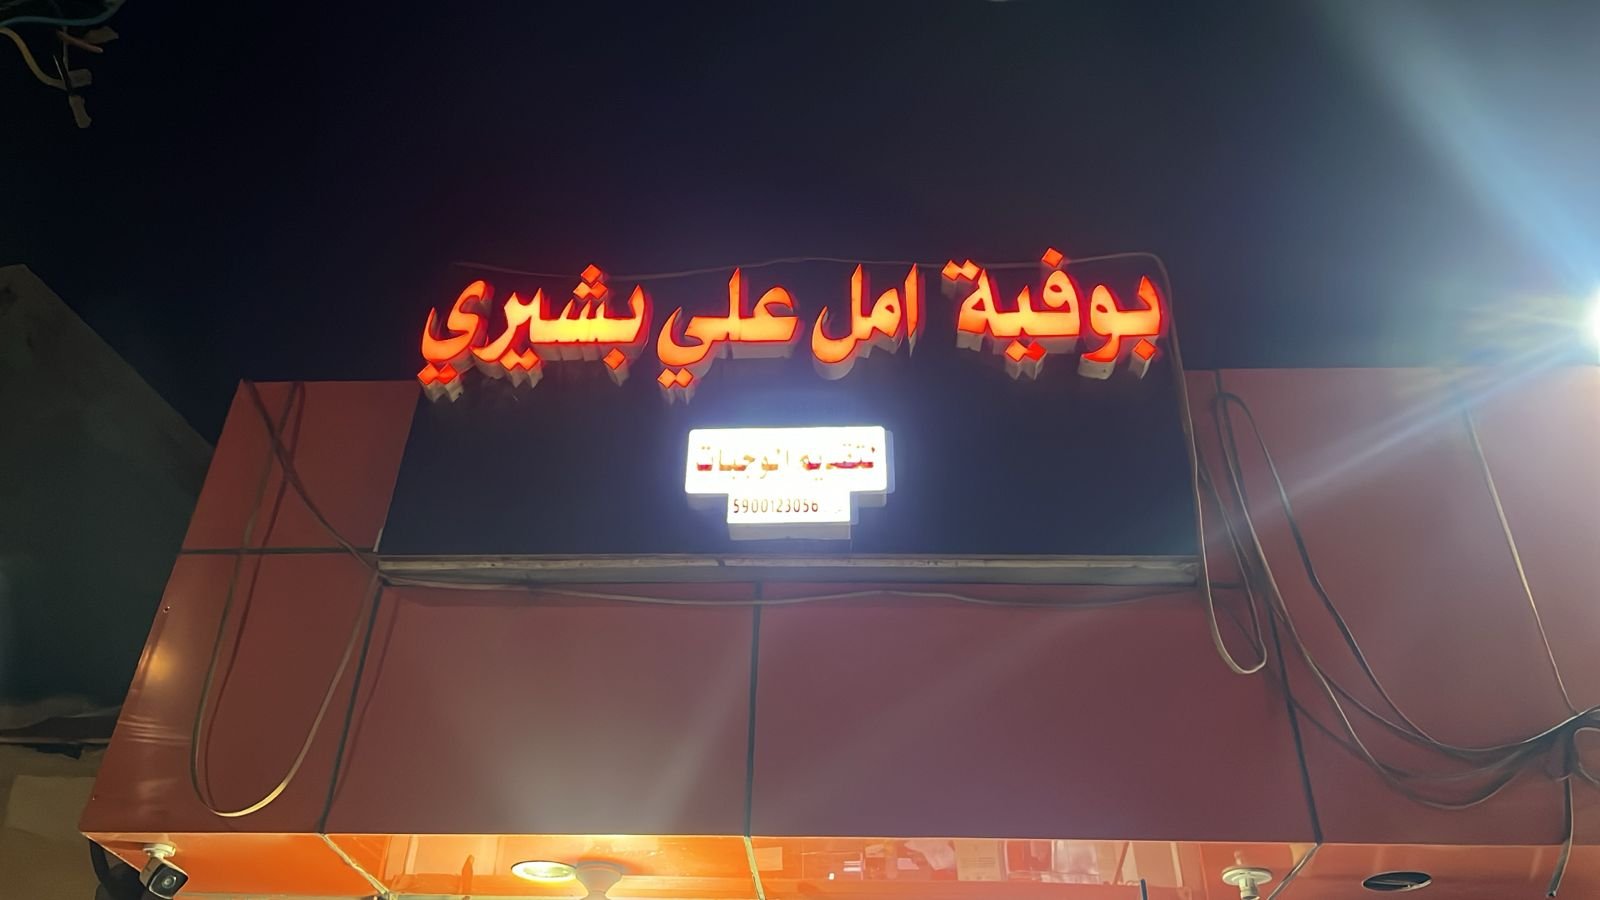 بوفية امل علي بشيري
لتقديم الوجبات
5900123056